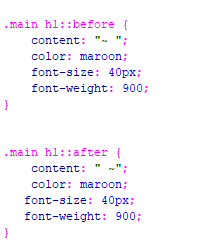 .main h1::before {
    content: "~ ";
    color: maroon;
    font-size: 40px;
    font-weight: 900;
}

.main h1::after {
    content: " ~";
    color: maroon;
   font-size: 40px;
   font-weight: 900;
}